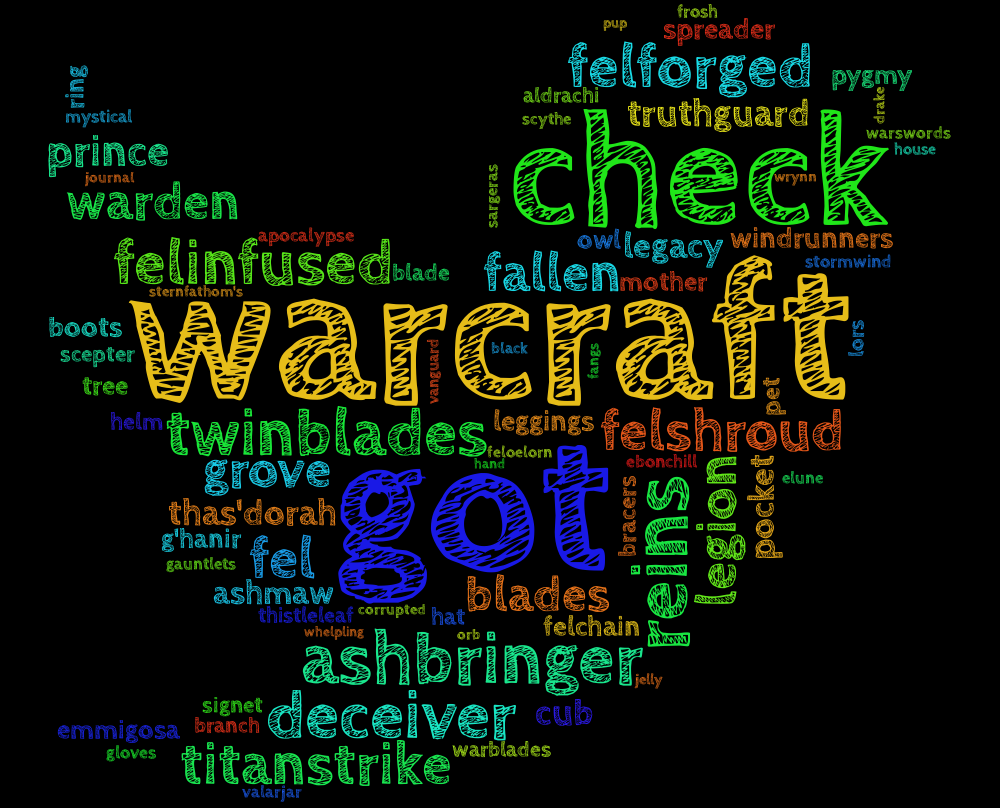 frosh
pup
spreader
felforged
pygmy
ring
aldrachi
drake
mystical
scythe
truthguard
warswords
check
house
prince
journal
wrynn
warden
sargeras
apocalypse
owl
legacy
windrunners
felinfused
blade
fallen
mother
stormwind
sternfathom's
warcraft
boots
scepter
black
vanguard
fangs
lors
tree
pet
helm
twinblades
leggings
felshroud
feloelorn
hand
ebonchill
grove
got
bracers
reins
legion
pocket
elune
thas'dorah
g'hanir
gauntlets
fel
ashmaw
blades
thistleleaf
corrupted
hat
felchain
whelpling
orb
ashbringer
jelly
signet
deceiver
cub
emmigosa
branch
gloves
titanstrike
warblades
valarjar